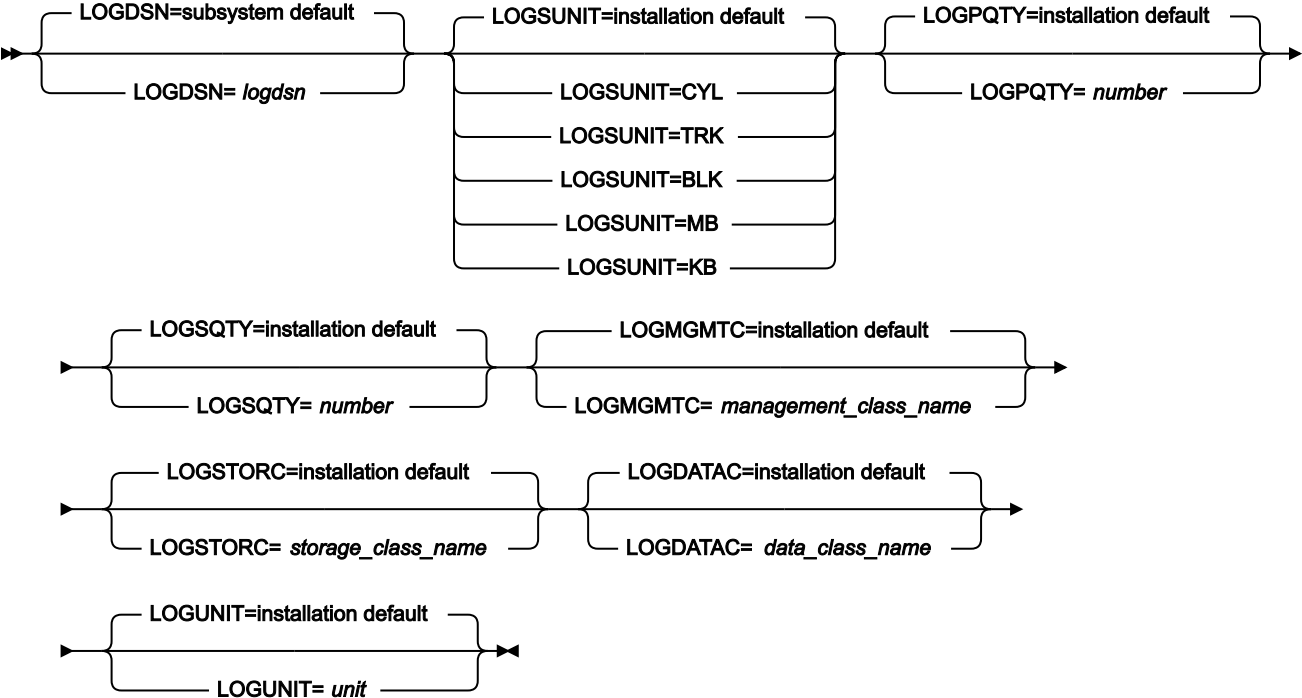 LOGDSN=subsystem default
LOGDSN= logdsn
LOGSUNIT=installation default
LOGSUNIT=CYL
LOGSUNIT=TRK
LOGSUNIT=BLK
LOGSUNIT=MB
LOGSUNIT=KB
LOGPQTY=installation default
LOGPQTY= number
LOGSQTY=installation default
LOGSQTY= number
LOGMGMTC=installation default
LOGMGMTC= management_class_name
LOGSTORC=installation default
LOGSTORC= storage_class_name
LOGDATAC=installation default
LOGDATAC= data_class_name
LOGUNIT=installation default
LOGUNIT= unit